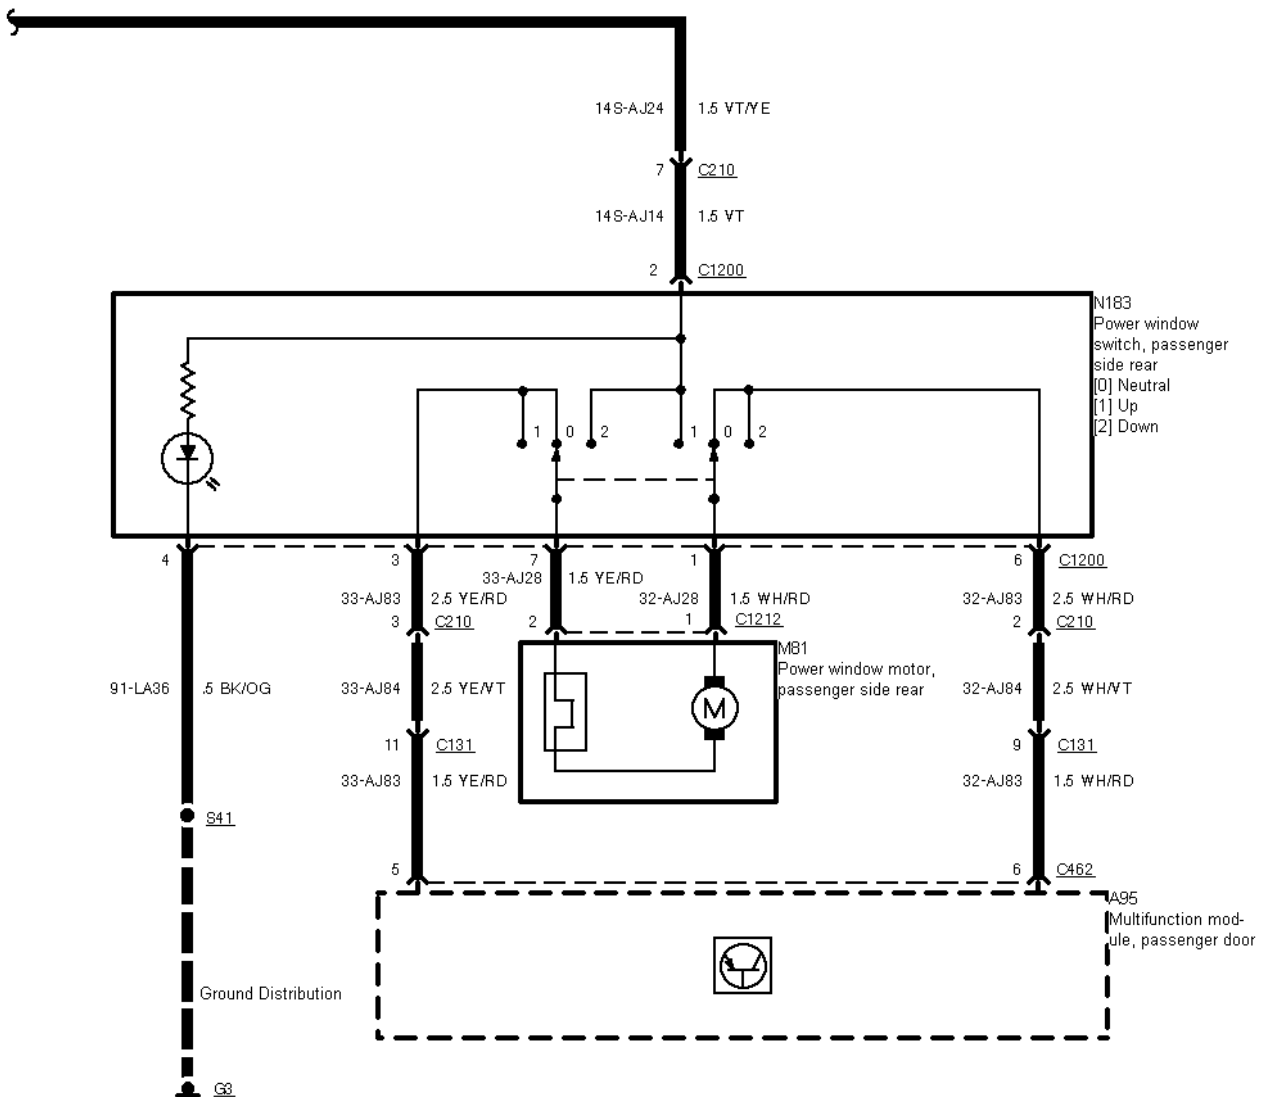 14S-AJ24 1.5 VT/YE
7 C210
14S-AJ14 1.5 VT
2 C1200
N183
Power window
switch, passenger
side rear
[0] Neutral
[1] Up
[2] Down
1 0 2 1 0 2
4 3 7 1 6 C1200
33-AJ28 1.5 YE/RD
33-AJ83 2.5 YE/RD 32-AJ28 1.5 WH/RD 32-AJ83 2.5 WH/RD
3 C210 2 1 C1212 2 C210
M81
Power window motor,
passenger side rear
M
91-LA36 .5 BK/OG 33-AJ84 2.5 YE/VT 32-AJ84 2.5 WH/VT
11 C131 9 C131
33-AJ83 1.5 YE/RD 32-AJ83 1.5 WH/RD
S41
5 6 C462
A95
Multifunction mod-
ule, passenger door
Ground Distribution
G3